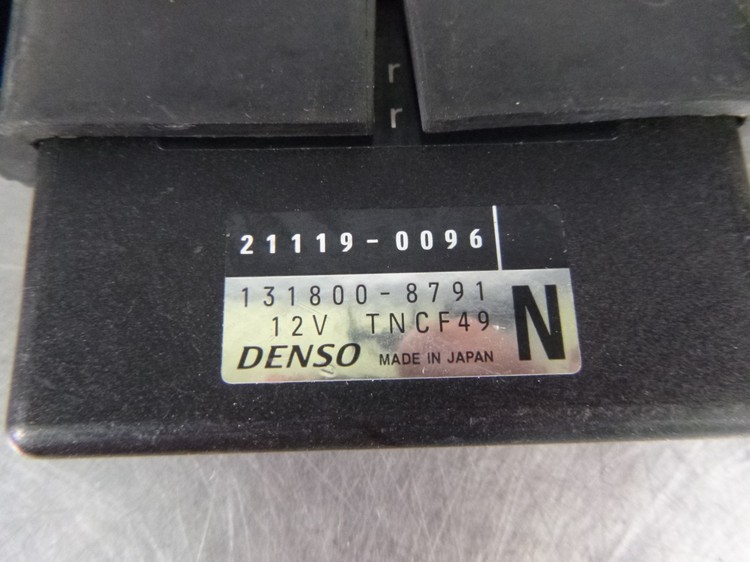 r
r
21119-0096
131800-8791
12V TNCF49
N
DENSO MADE IN JAPAN